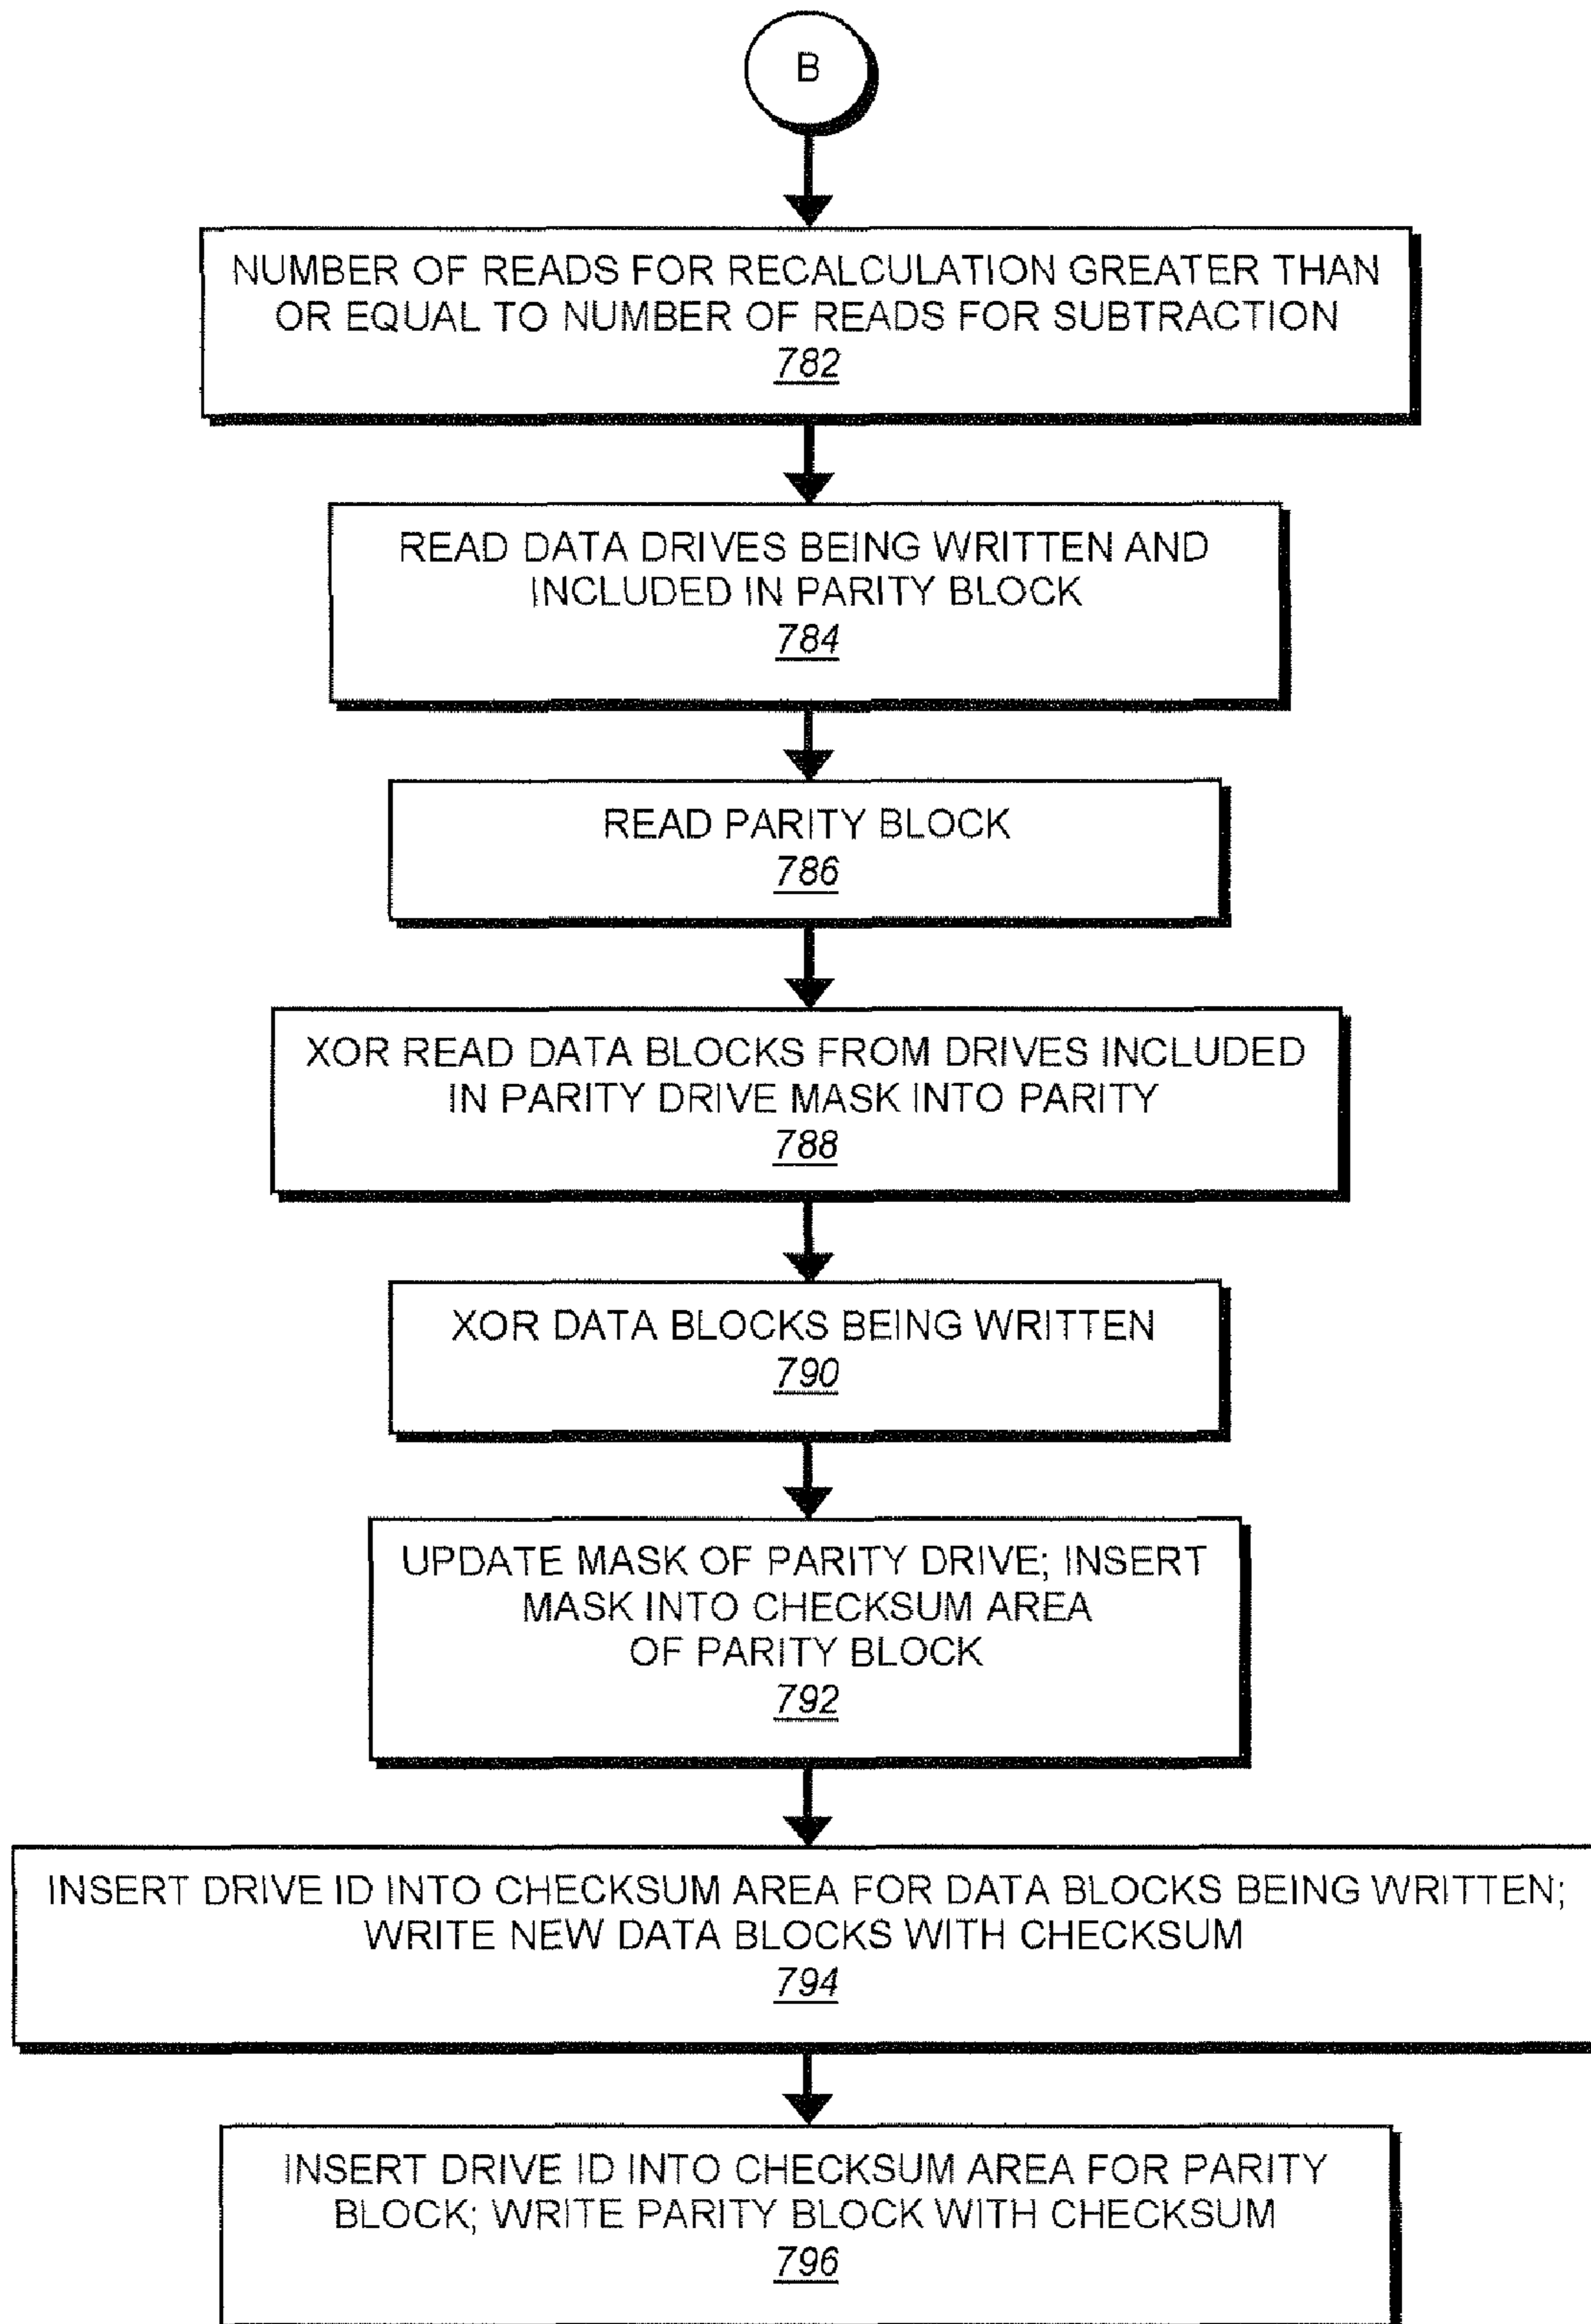 B
NUMBER OF READS FOR RECALCULATION GREATER THAN
OR EQUAL TO NUMBER OF READS FOR SUBTRACTION
782
READ DATA DRIVES BEING WRITTEN AND
INCLUDED IN PARITY BLOCK
784
READ PARITY BLOCK
786
XOR READ DATA BLOCKS FROM DRIVES INCLUDED
IN PARITY DRIVE MASK INTO PARITY
788
XOR DATA BLOCKS BEING WRITTEN
790
UPDATE MASK OF PARITY DRIVE; INSERT
MASK INTO CHECKSUM AREA
OF PARITY BLOCK
792
INSERT DRIVE ID INTO CHECKSUM AREA FOR DATA BLOCKS BEING WRITTEN;
WRITE NEW DATA BLOCKS WITH CHECKSUM
794
INSERT DRIVE ID INTO CHECKSUM AREA FOR PARITY
BLOCK; WRITE PARITY BLOCK WITH CHECKSUM
796